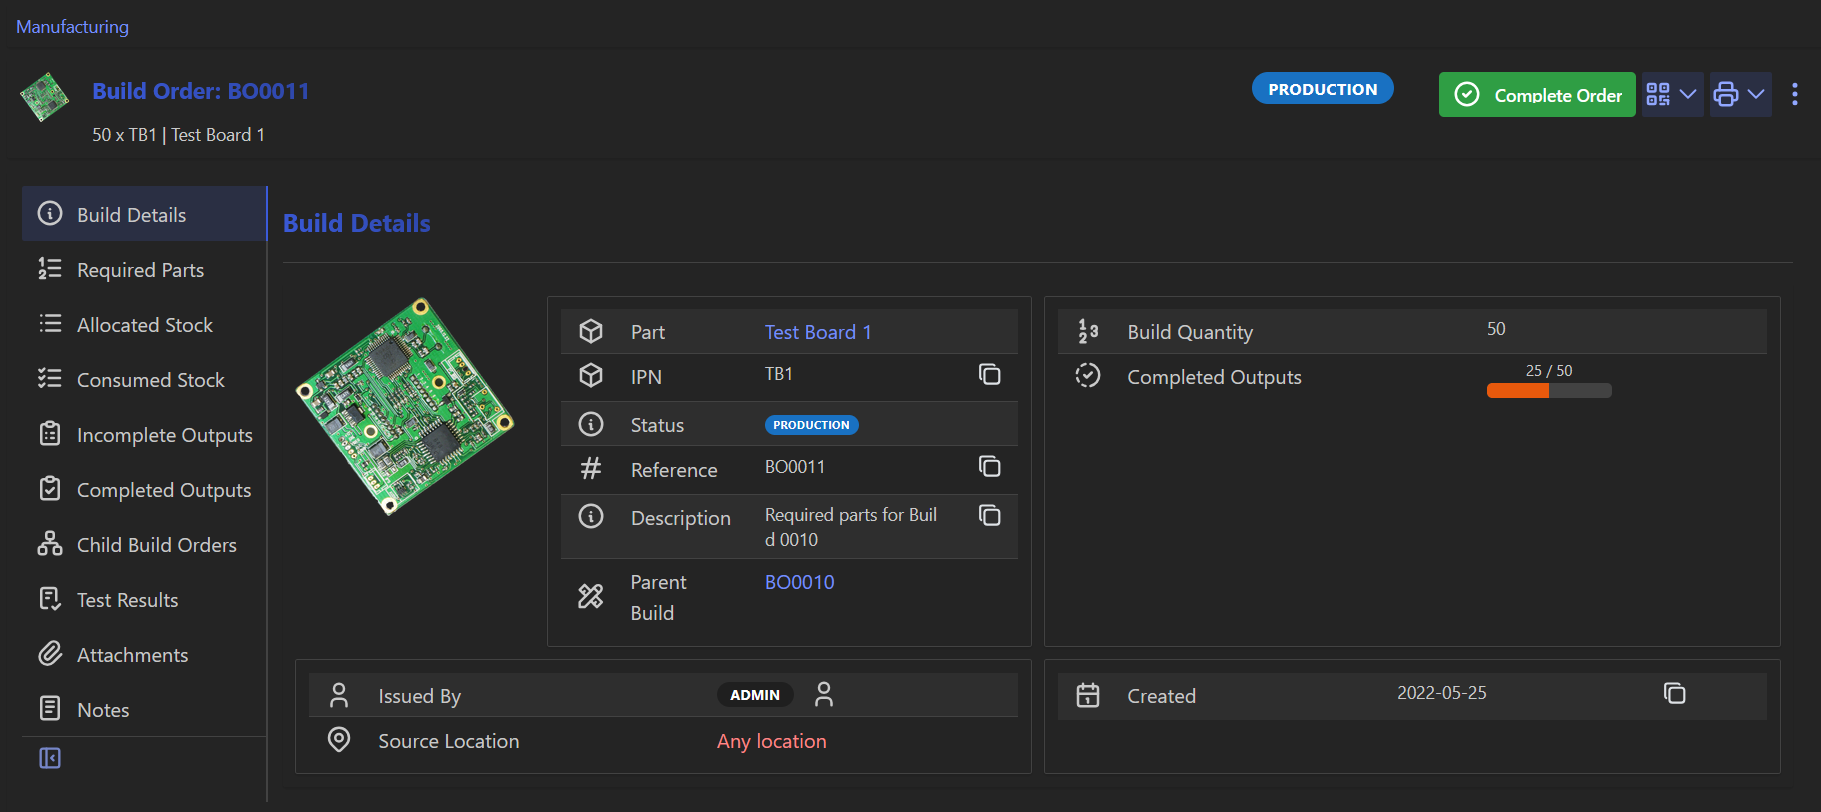 Manufacturing
Build Order: BO0011
50 x TB1 | Test Board 1
PRODUCTION
Complete Order
Build Details
Required Parts
Allocated Stock
Consumed Stock
Incomplete Outputs
Completed Outputs
Child Build Orders
Test Results
Attachments
Notes
Build Details
Part
Test Board 1
IPN
TB1
Status
PRODUCTION
Reference
BO0011
Description
Required parts for Buil
d 0010
Parent
Build
BO0010
Build Quantity
50
Completed Outputs
25 / 50
Issued By
ADMIN
Source Location
Any location
Created
2022-05-25